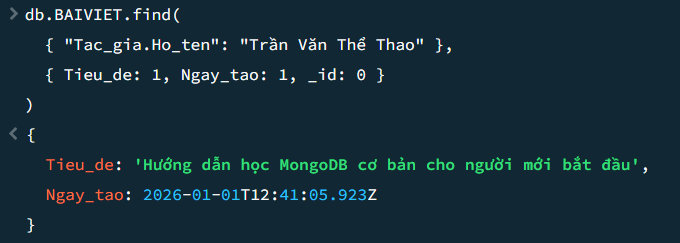 > db.BAIVIET.find(
{ "Tac_gia.Ho_ten": "Trần Văn Thể Thao" },
{ Tieu_de: 1, Ngay_tao: 1, _id: 0 }
)
< {
Tieu_de: 'Hướng dẫn học MongoDB cơ bản cho người mới bắt đầu',
Ngay_tao: 2026-01-01T12:41:05.923Z
}